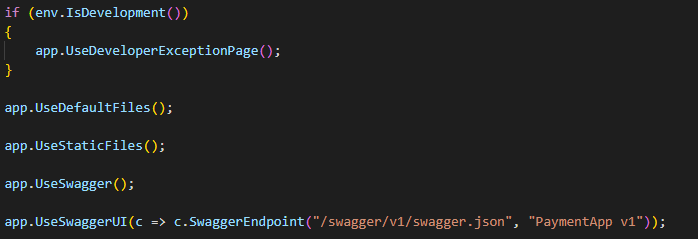 if (env.IsDevelopment())
{
    app.UseDeveloperExceptionPage();
}
app.UseDefaultFiles();
app.UseStaticFiles();
app.UseSwagger();
app.UseSwaggerUI(c => c.SwaggerEndpoint("/swagger/v1/swagger.json", "PaymentApp v1"));